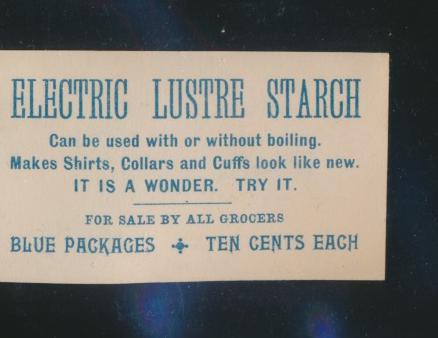 ELECTRIC LUSTRE STARCH
Can be used with or without boiling.
Makes Shirts, Collars and Cuffs look like new.
IT IS A WONDER. TRY IT.
FOR SALE BY ALL GROCERS
BLUE PACKAGES ✣ TEN CENTS EACH